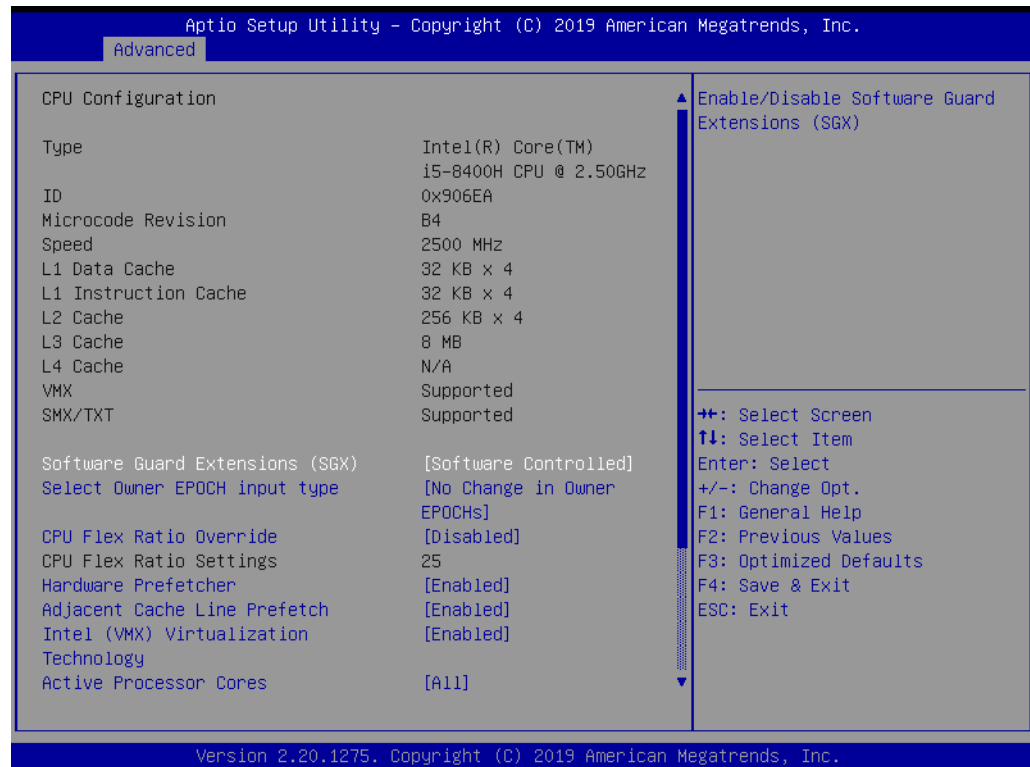 Aptio Setup Utility – Copyright (C) 2019 American Megatrends, Inc.
Advanced
CPU Configuration
Type Intel(R) Core(TM)
i5-8400H CPU @ 2.50GHz
ID 0x906EA
Microcode Revision B4
Speed 2500 MHz
L1 Data Cache 32 KB x 4
L1 Instruction Cache 32 KB x 4
L2 Cache 256 KB x 4
L3 Cache 8 MB
L4 Cache N/A
VMX Supported
SMX/TXT Supported
Software Guard Extensions (SGX) [Software Controlled]
Select Owner EPOCH input type [No Change in Owner
EPOCHs]
CPU Flex Ratio Override [Disabled]
CPU Flex Ratio Settings 25
Hardware Prefetcher [Enabled]
Adjacent Cache Line Prefetch [Enabled]
Intel (VMX) Virtualization [Enabled]
Technology
Active Processor Cores [All]
Enable/Disable Software Guard
Extensions (SGX)
→←: Select Screen
↑↓: Select Item
Enter: Select
+/-: Change Opt.
F1: General Help
F2: Previous Values
F3: Optimized Defaults
F4: Save & Exit
ESC: Exit
Version 2.20.1275. Copyright (C) 2019 American Megatrends, Inc.